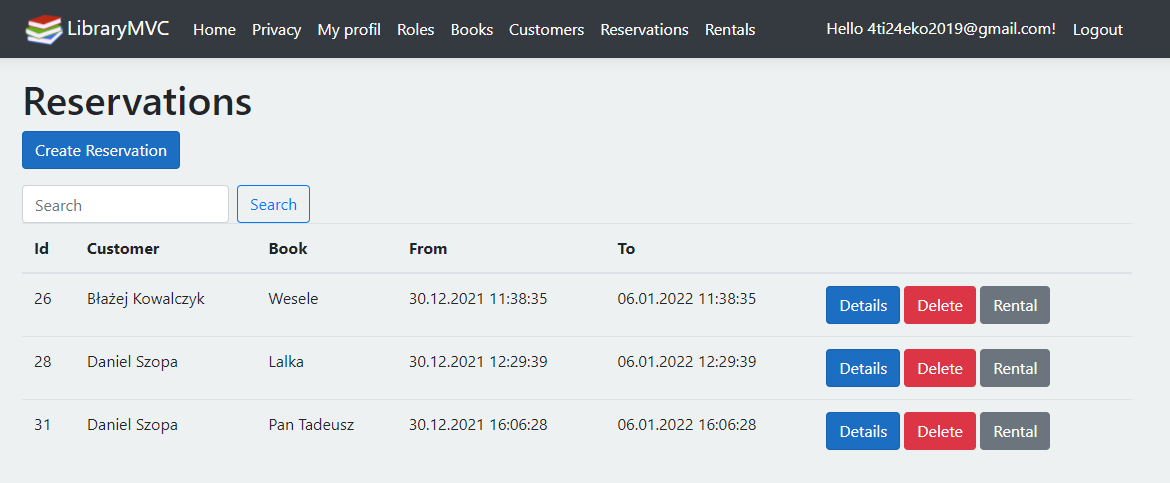 LibraryMVC Home Privacy My profil Roles Books Customers Reservations Rentals Hello 4ti24eko2019@gmail.com! Logout
Reservations
Create Reservation
Search Search
Id Customer Book From To
26 Błażej Kowalczyk Wesele 30.12.2021 11:38:35 06.01.2022 11:38:35 Details Delete Rental
28 Daniel Szopa Lalka 30.12.2021 12:29:39 06.01.2022 12:29:39 Details Delete Rental
31 Daniel Szopa Pan Tadeusz 30.12.2021 16:06:28 06.01.2022 16:06:28 Details Delete Rental